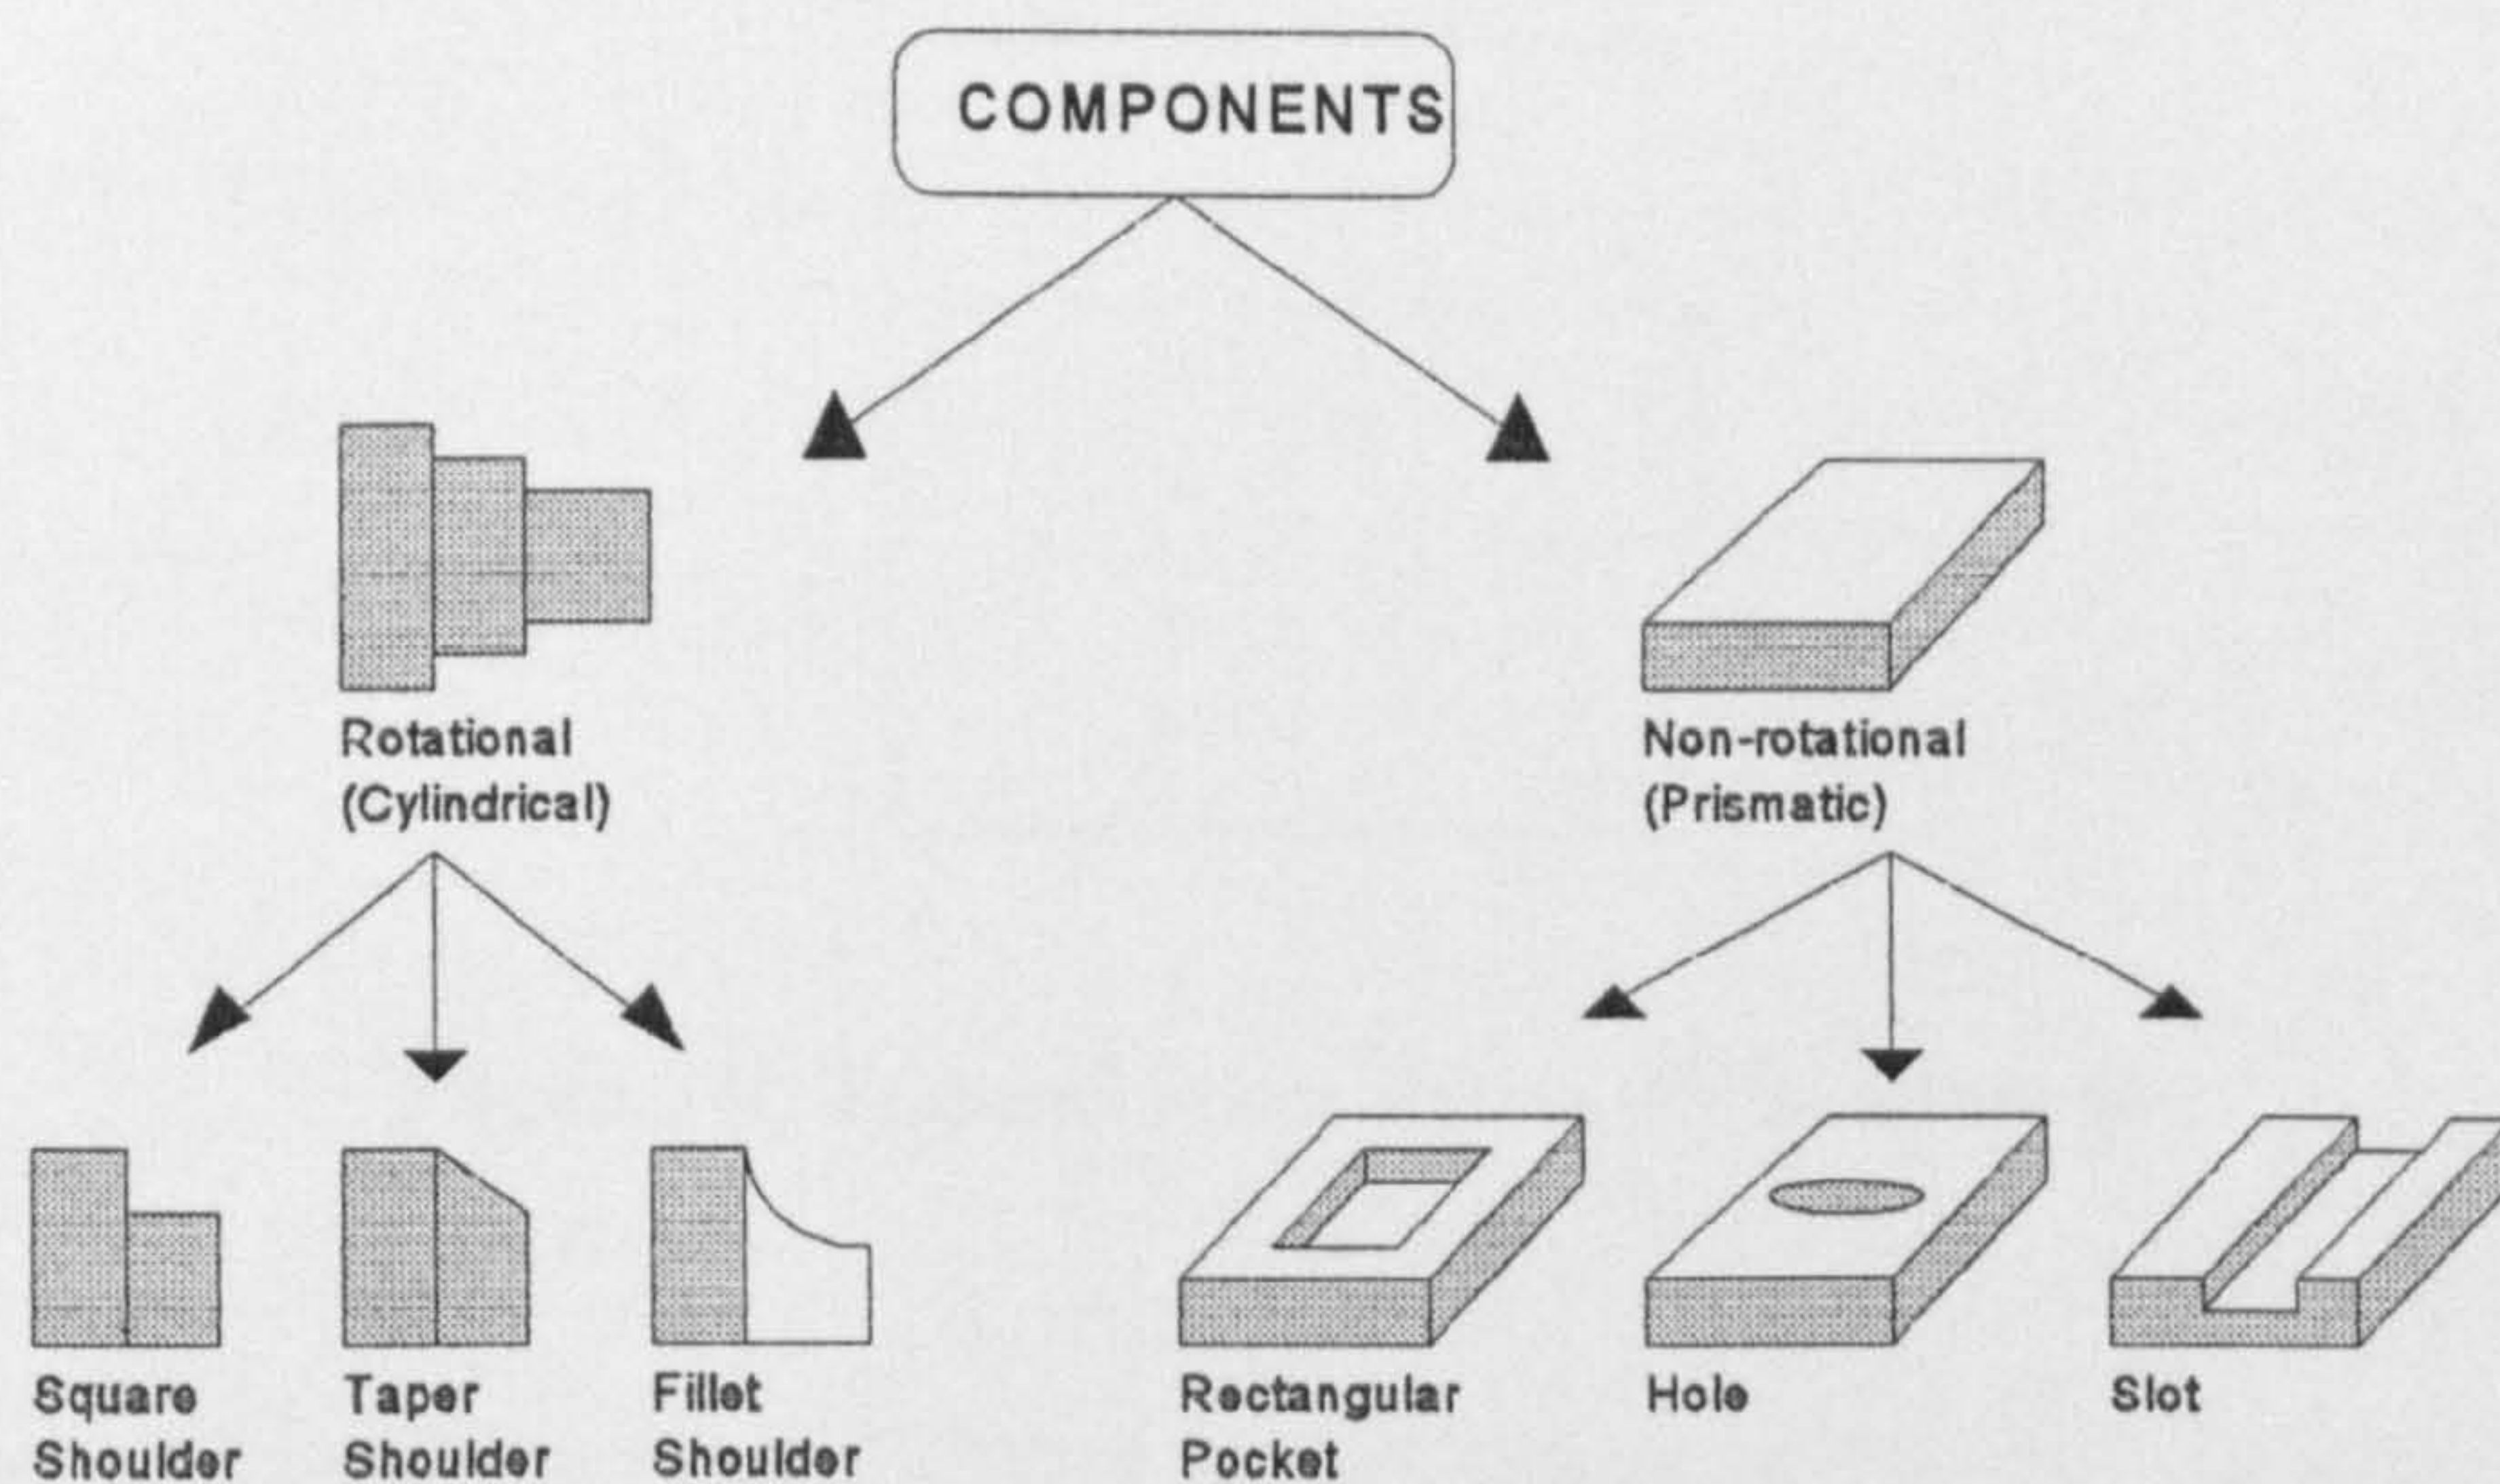 COMPONENTS
Rotational
(Cylindrical)
Non-rotational
(Prismatic)
Square
Shoulder
Taper
Shoulder
Fillet
Shoulder
Rectangular
Pocket
Hole
Slot